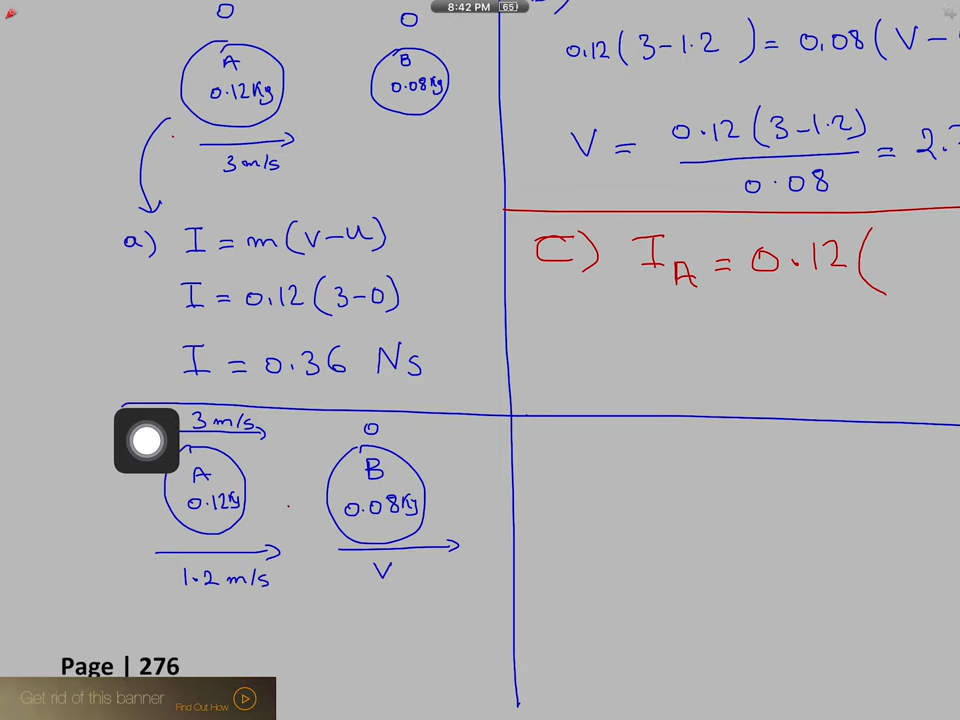 8:42 PM 65
0 0
A
0.12Kg
B
0.08Kg
3 m/s
a) I = m(V-u)
I = 0.12(3-0)
I = 0.36 Ns
3 m/s 0
A
0.12Kg
B
0.08Kg
1.2 m/s V
0.12(3-1.2 ) = 0.08(V-
V = 0.12(3-1.2)
0.08
= 2.
C) I A = 0.12(
Page | 276
Get rid of this banner
Find Out How